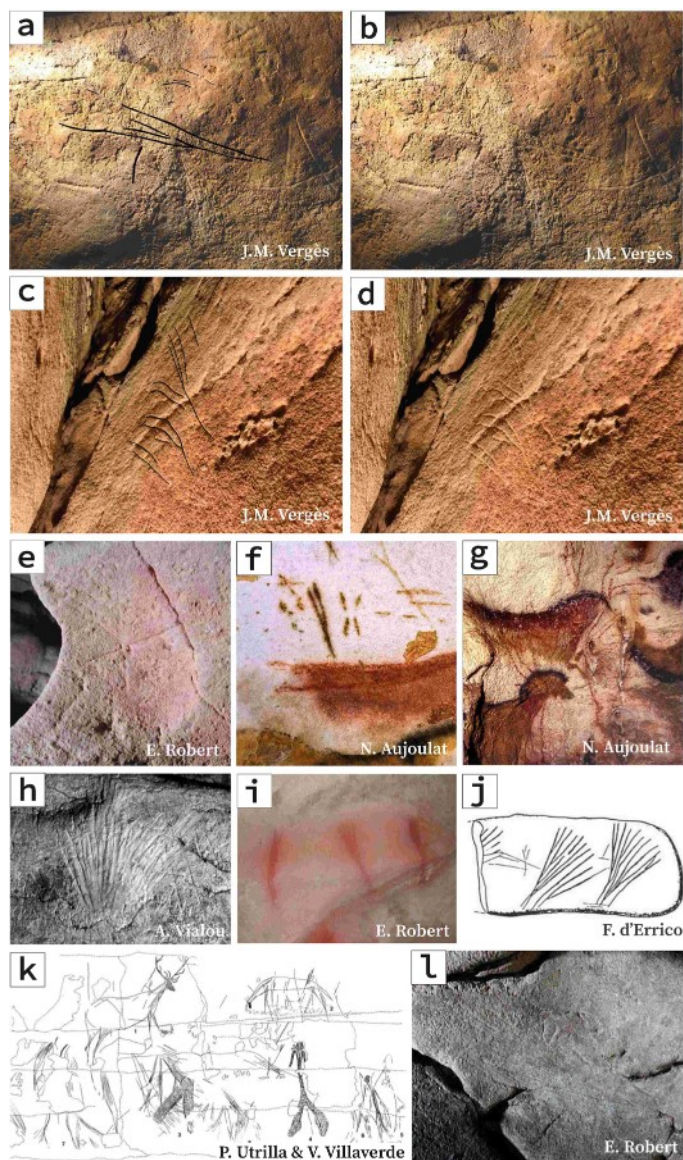 a
b
J.M. Vergès
J.M. Vergès
c
d
J.M. Vergès
J.M. Vergès
e
f
g
E. Robert
N. Aujoulat
N. Aujoulat
h
i
j
A. Vialou
E. Robert
F. d'Errico
k
l
P. Utrilla & V. Villaverde
E. Robert